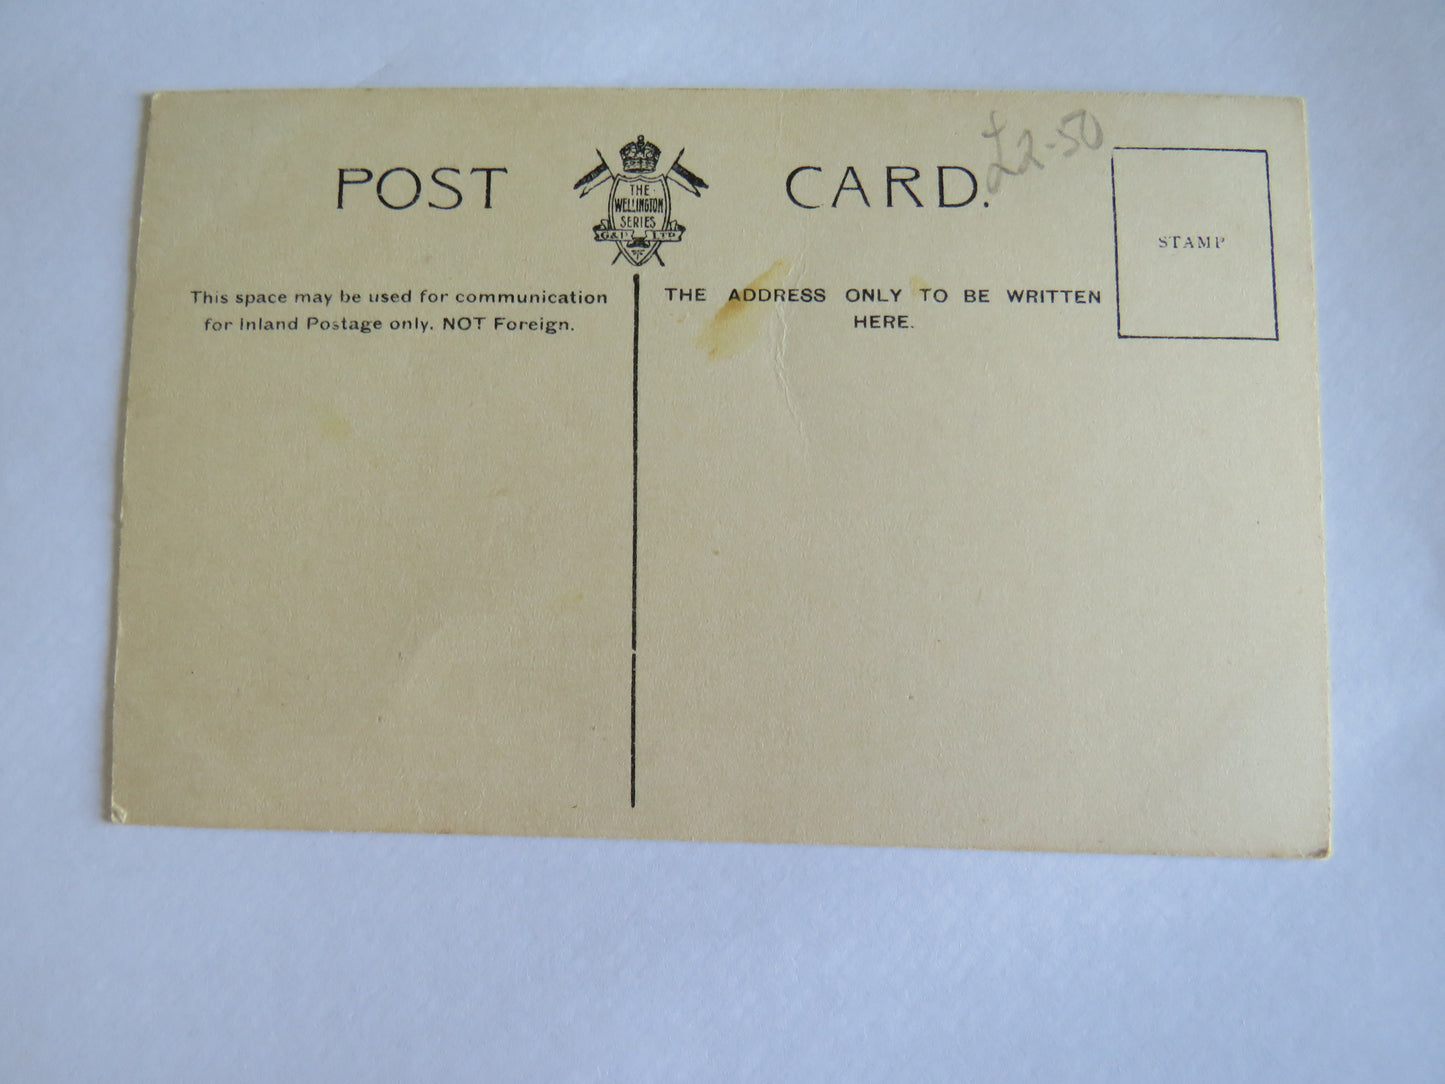 POST CARD.
THE
WELLINGTON
SERIES
G&P LTD
£2-50
STAMP
This space may be used for communication
for Inland Postage only. NOT Foreign.
THE ADDRESS ONLY TO BE WRITTEN
HERE.